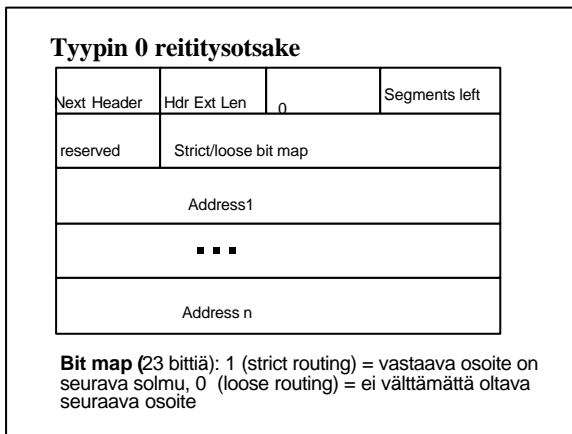 Tyypin 0 reititysotsake
Next Header Hdr Ext Len 0 Segments left
reserved Strict/loose bit map
Address1
...
Address n
Bit map (23 bittiä): 1 (strict routing) = vastaava osoite on
seurava solmu, 0 (loose routing) = ei välttämättä oltava
seuraava osoite